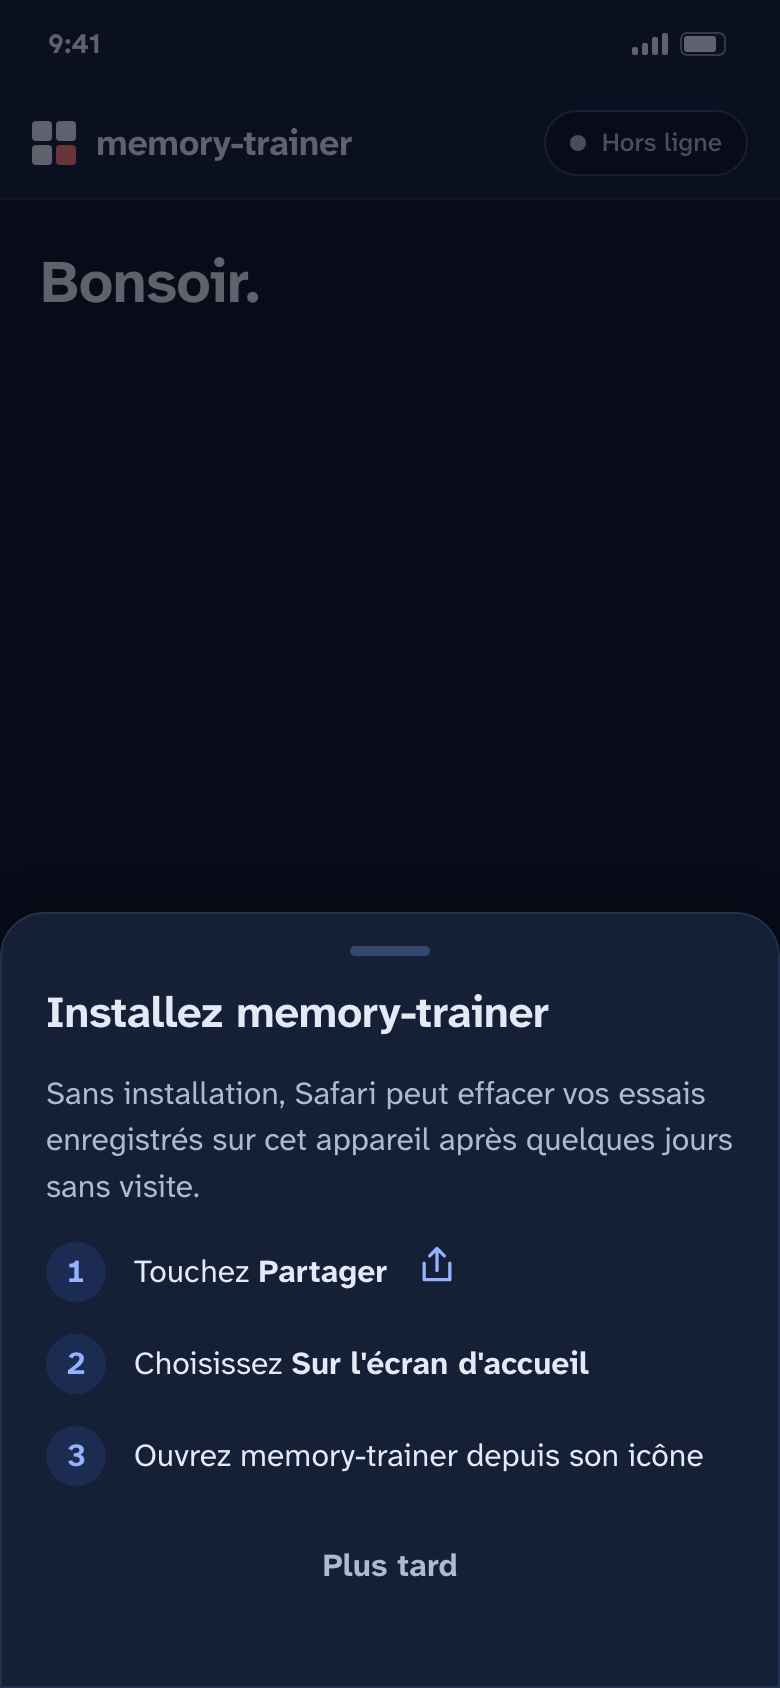 9:41
memory-trainer
Hors ligne
Bonsoir.
Installez memory-trainer
Sans installation, Safari peut effacer vos essais
enregistrés sur cet appareil après quelques jours
sans visite.
1 Touchez Partager
2 Choisissez Sur l'écran d'accueil
3 Ouvrez memory-trainer depuis son icône
Plus tard